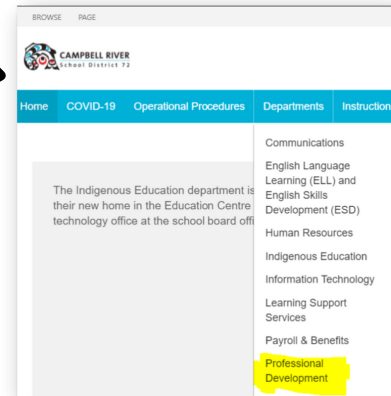 BROWSE PAGE
CAMPBELL RIVER
School District 72
Home COVID-19 Operational Procedures Departments Instruction
Communications
English Language
Learning (ELL) and
English Skills
Development (ESD)
Human Resources
Indigenous Education
Information Technology
Learning Support
Services
Payroll & Benefits
Professional
Development
The Indigenous Education department is
their new home in the Education Centre
technology office at the school board offi